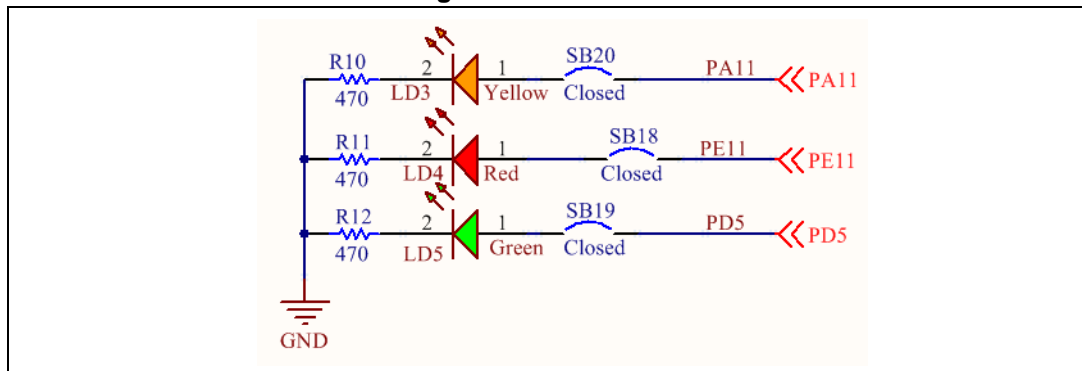 R10 2 1 SB20 PA11 PA11
470 LD3 Yellow Closed
R11 2 1 SB18 PE11 PE11
470 LD4 Red Closed
R12 2 1 SB19 PD5 PD5
470 LD5 Green Closed
GND